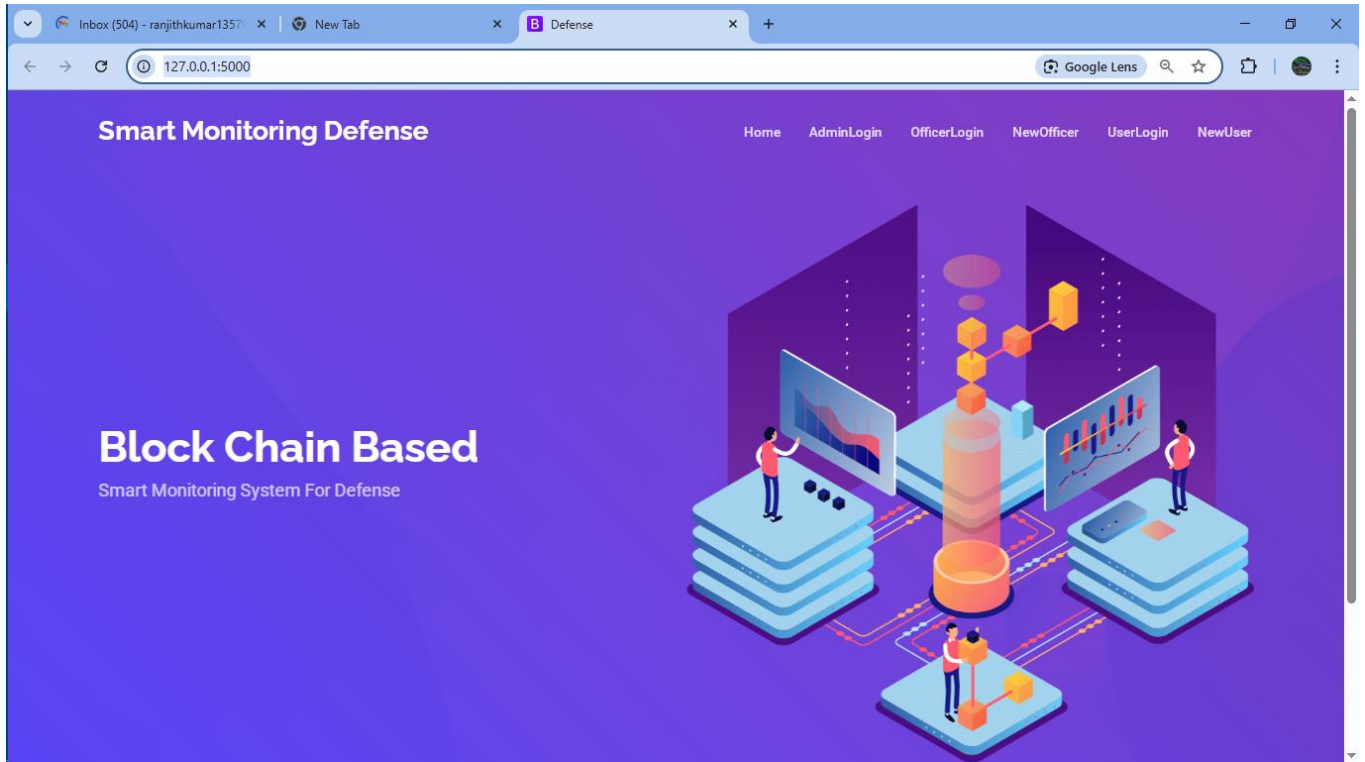 Inbox (504) - ranjithkumar1357
New Tab
B Defense
127.0.0.1:5000
Google Lens
Smart Monitoring Defense
Home AdminLogin OfficerLogin NewOfficer UserLogin NewUser
Block Chain Based
Smart Monitoring System For Defense